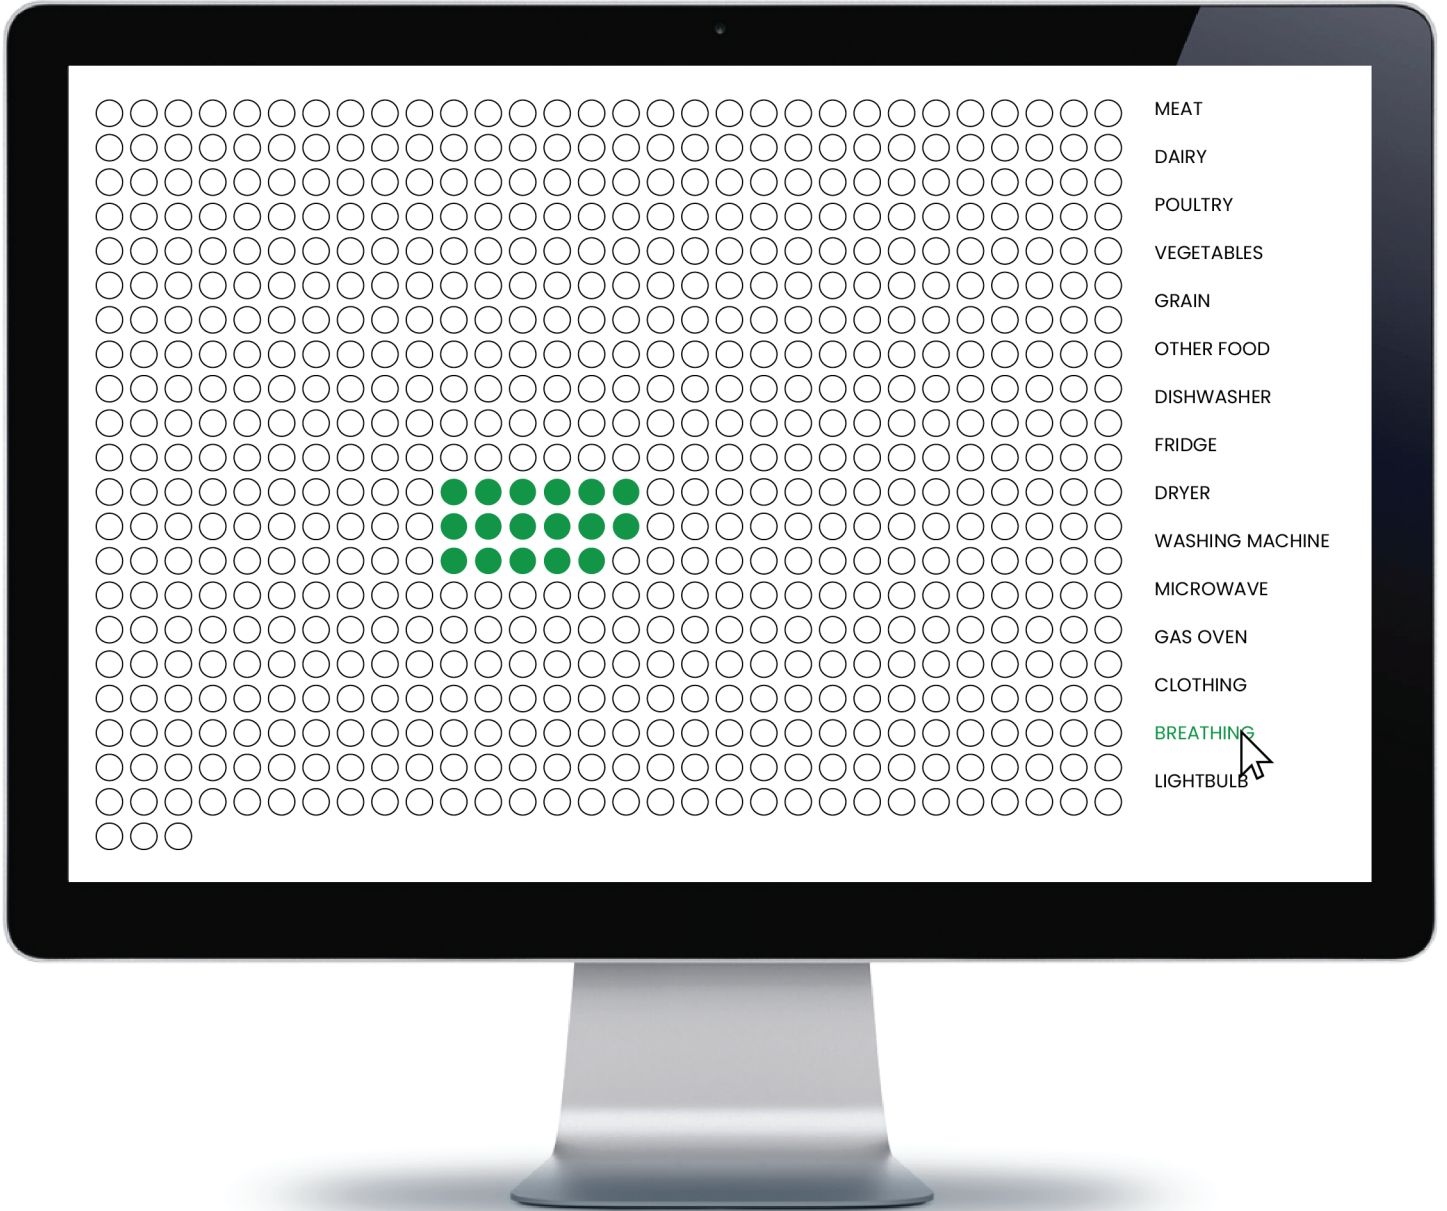 MEAT
DAIRY
POULTRY
VEGETABLES
GRAIN
OTHER FOOD
DISHWASHER
FRIDGE
DRYER
WASHING MACHINE
MICROWAVE
GAS OVEN
CLOTHING
BREATHING
LIGHTBULB